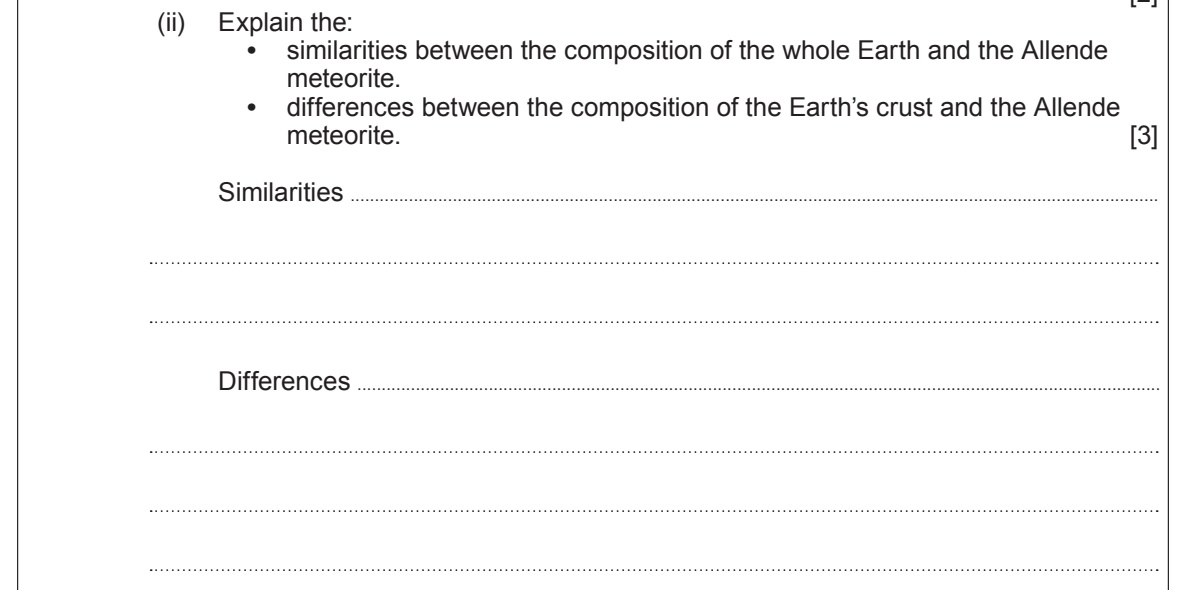 (ii) Explain the:
• similarities between the composition of the whole Earth and the Allende
meteorite.
• differences between the composition of the Earth’s crust and the Allende
meteorite. [3]
Similarities
Differences